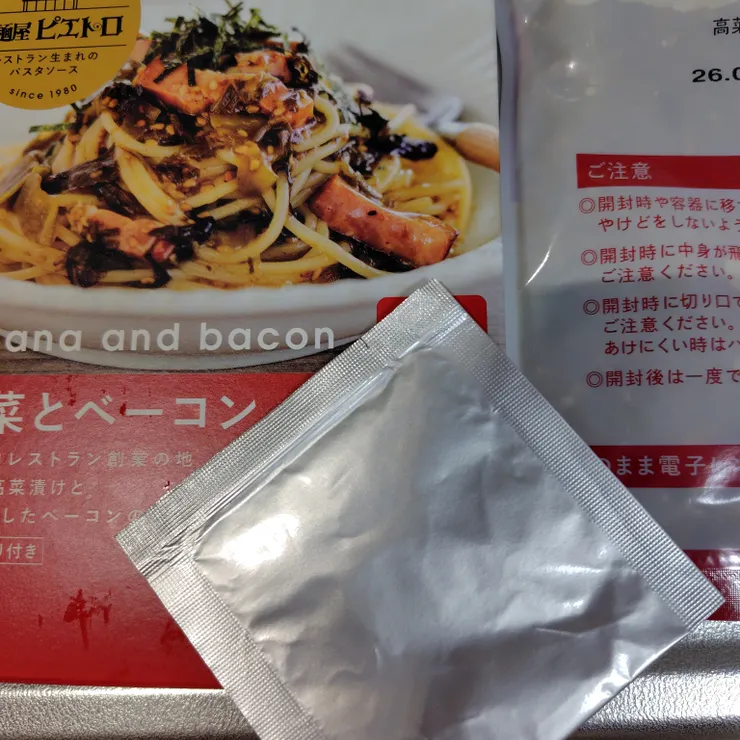 麺屋ピエトロ
レストラン生まれの
パスタソース
since 1980
ana and bacon
菜とベーコン
レストラン創業の地
高菜漬けと
したベーコンの
り付き
高菜
26.0
ご注意
◎開封時や容器に移
やけどをしないよう
◎開封時に中身が飛
ご注意ください。
◎開封時に切り口で
ご注意ください。
あけにくい時はハ
◎開封後は一度で
のまま電子レ